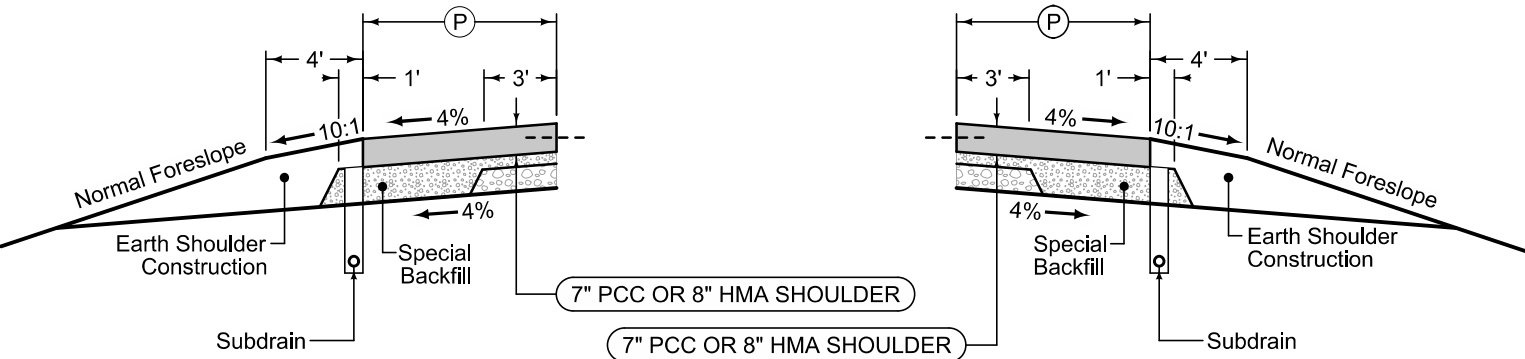 P
4'
1'
3'
4%
10:1
Normal Foreslope
4%
Earth Shoulder
Construction
Special
Backfill
Subdrain
7" PCC OR 8" HMA SHOULDER
P
3'
1'
4'
4%
10:1
Normal Foreslope
4%
Special
Backfill
Earth Shoulder
Construction
Subdrain
7" PCC OR 8" HMA SHOULDER